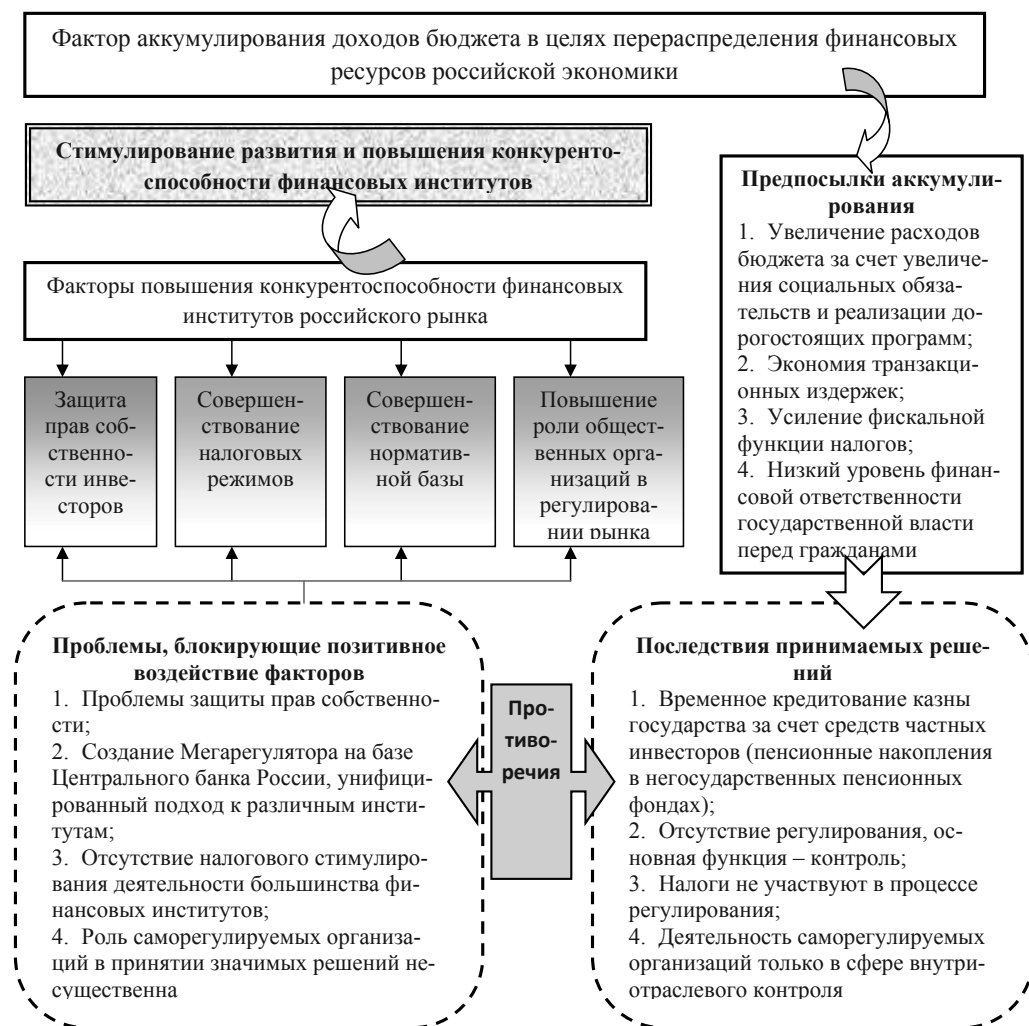 Фактор аккумулирования доходов бюджета в целях перераспределения финансовых
ресурсов российской экономики
Стимулирование развития и повышения конкуренто-
способности финансовых институтов
Факторы повышения конкурентоспособности финансовых
институтов российского рынка
Защита
прав соб-
ственно-
сти инве-
сторов
Совершен-
ствование
налоговых
режимов
Совершен-
ствование
норматив-
ной базы
Повышение
роли общест-
венных орга-
низаций в
регулирова-
нии рынка
Предпосылки аккумули-
рования
1. Увеличение расходов
бюджета за счет увеличе-
ния социальных обяза-
тельств и реализации до-
рогостоящих программ;
2. Экономия транзакци-
онных издержек;
3. Усиление фискальной
функции налогов;
4. Низкий уровень финан-
совой ответственности
государственной власти
перед гражданами
Проблемы, блокирующие позитивное
воздействие факторов
1. Проблемы защиты прав собственно-
сти;
2. Создание Мегарегулятора на базе
Центрального банка России, унифици-
рованный подход к различным инсти-
тутам;
3. Отсутствие налогового стимулиро-
вания деятельности большинства фи-
нансовых институтов;
4. Роль саморегулируемых организа-
ций в принятии значимых решений не-
существенна
Про-
тиво-
речия
Последствия принимаемых реше-
ний
1. Временное кредитование казны
государства за счет средств частных
инвесторов (пенсионные накопления
в негосударственных пенсионных
фондах);
2. Отсутствие регулирования, ос-
новная функция – контроль;
3. Налоги не участвуют в процессе
регулирования;
4. Деятельность саморегулируемых
организаций только в сфере внутри-
отраслевого контроля